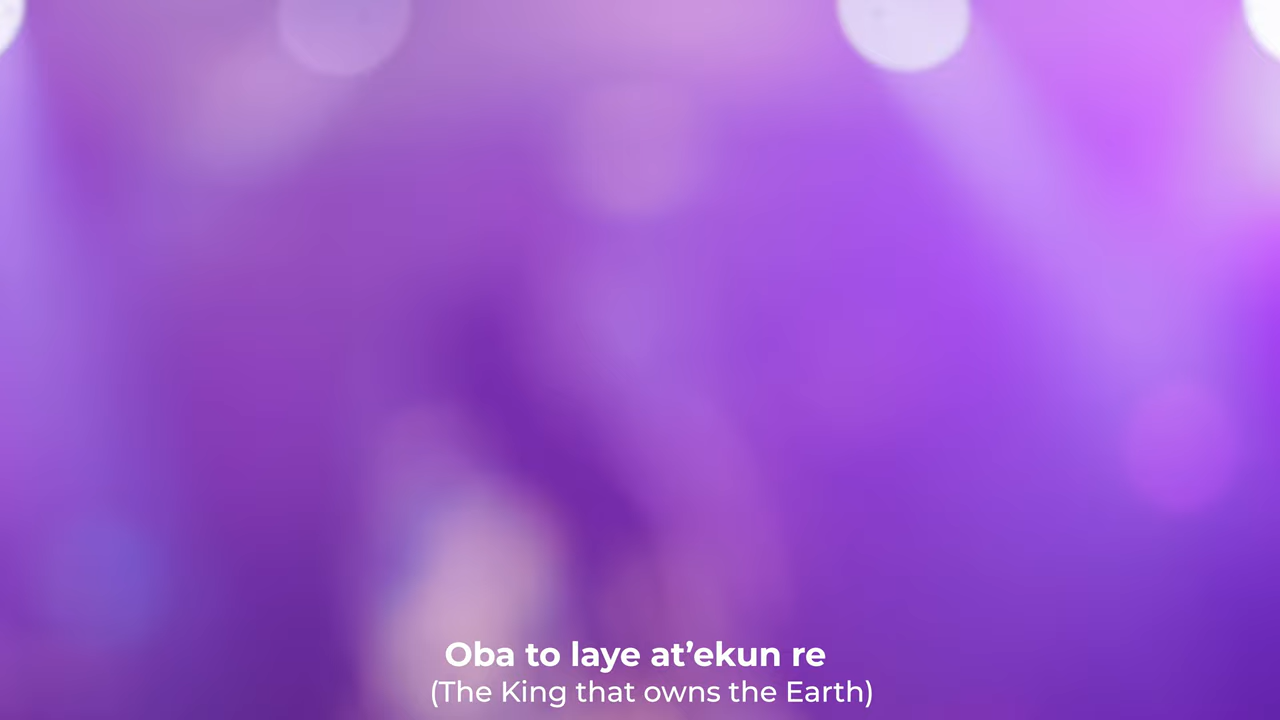 Oba to laye at’ekun re
(The King that owns the Earth)